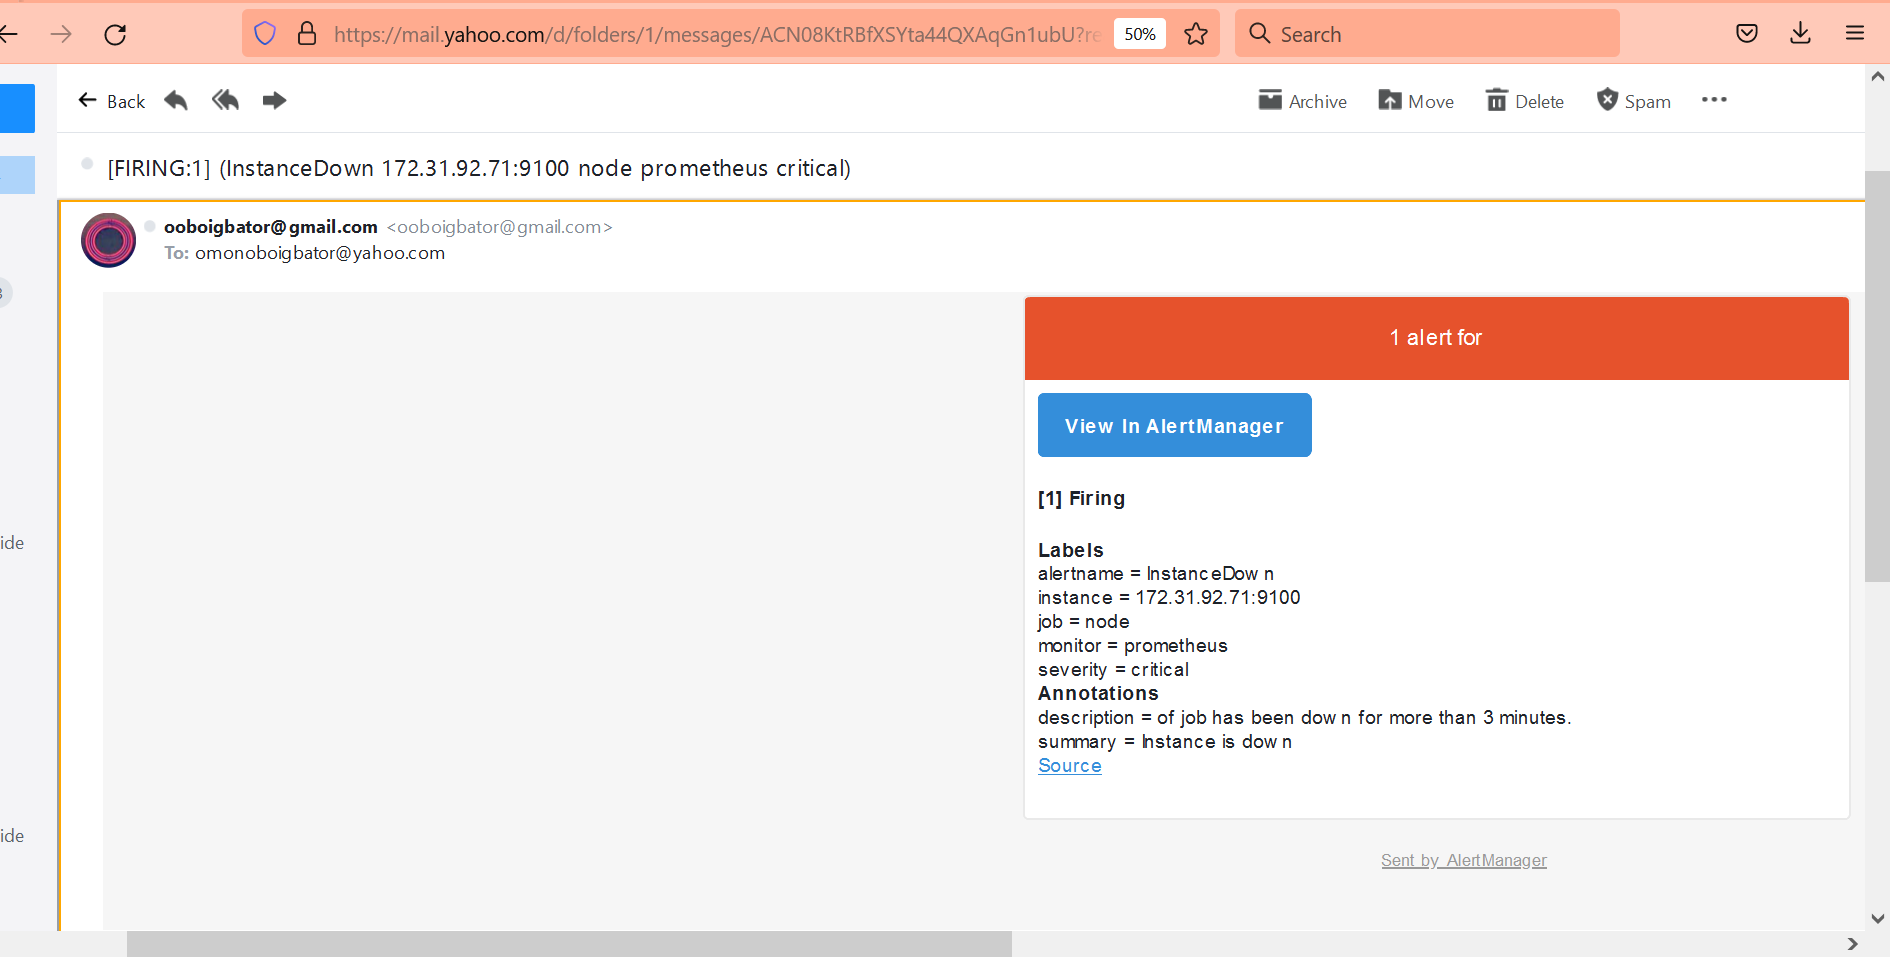 https://mail.yahoo.com/d/folders/1/messages/ACN08KtRBfXSYta44QXAqGn1ubU?re
50%
Search
Back
Archive
Move
Delete
Spam
[FIRING:1] (InstanceDown 172.31.92.71:9100 node prometheus critical)
ooboigbator@gmail.com <ooboigbator@gmail.com>
To: omonoboigbator@yahoo.com
ide
ide
1 alert for
View In AlertManager
[1] Firing
Labels
alertname = InstanceDown
instance = 172.31.92.71:9100
job = node
monitor = prometheus
severity = critical
Annotations
description = of job has been down for more than 3 minutes.
summary = Instance is down
Source
Sent by AlertManager